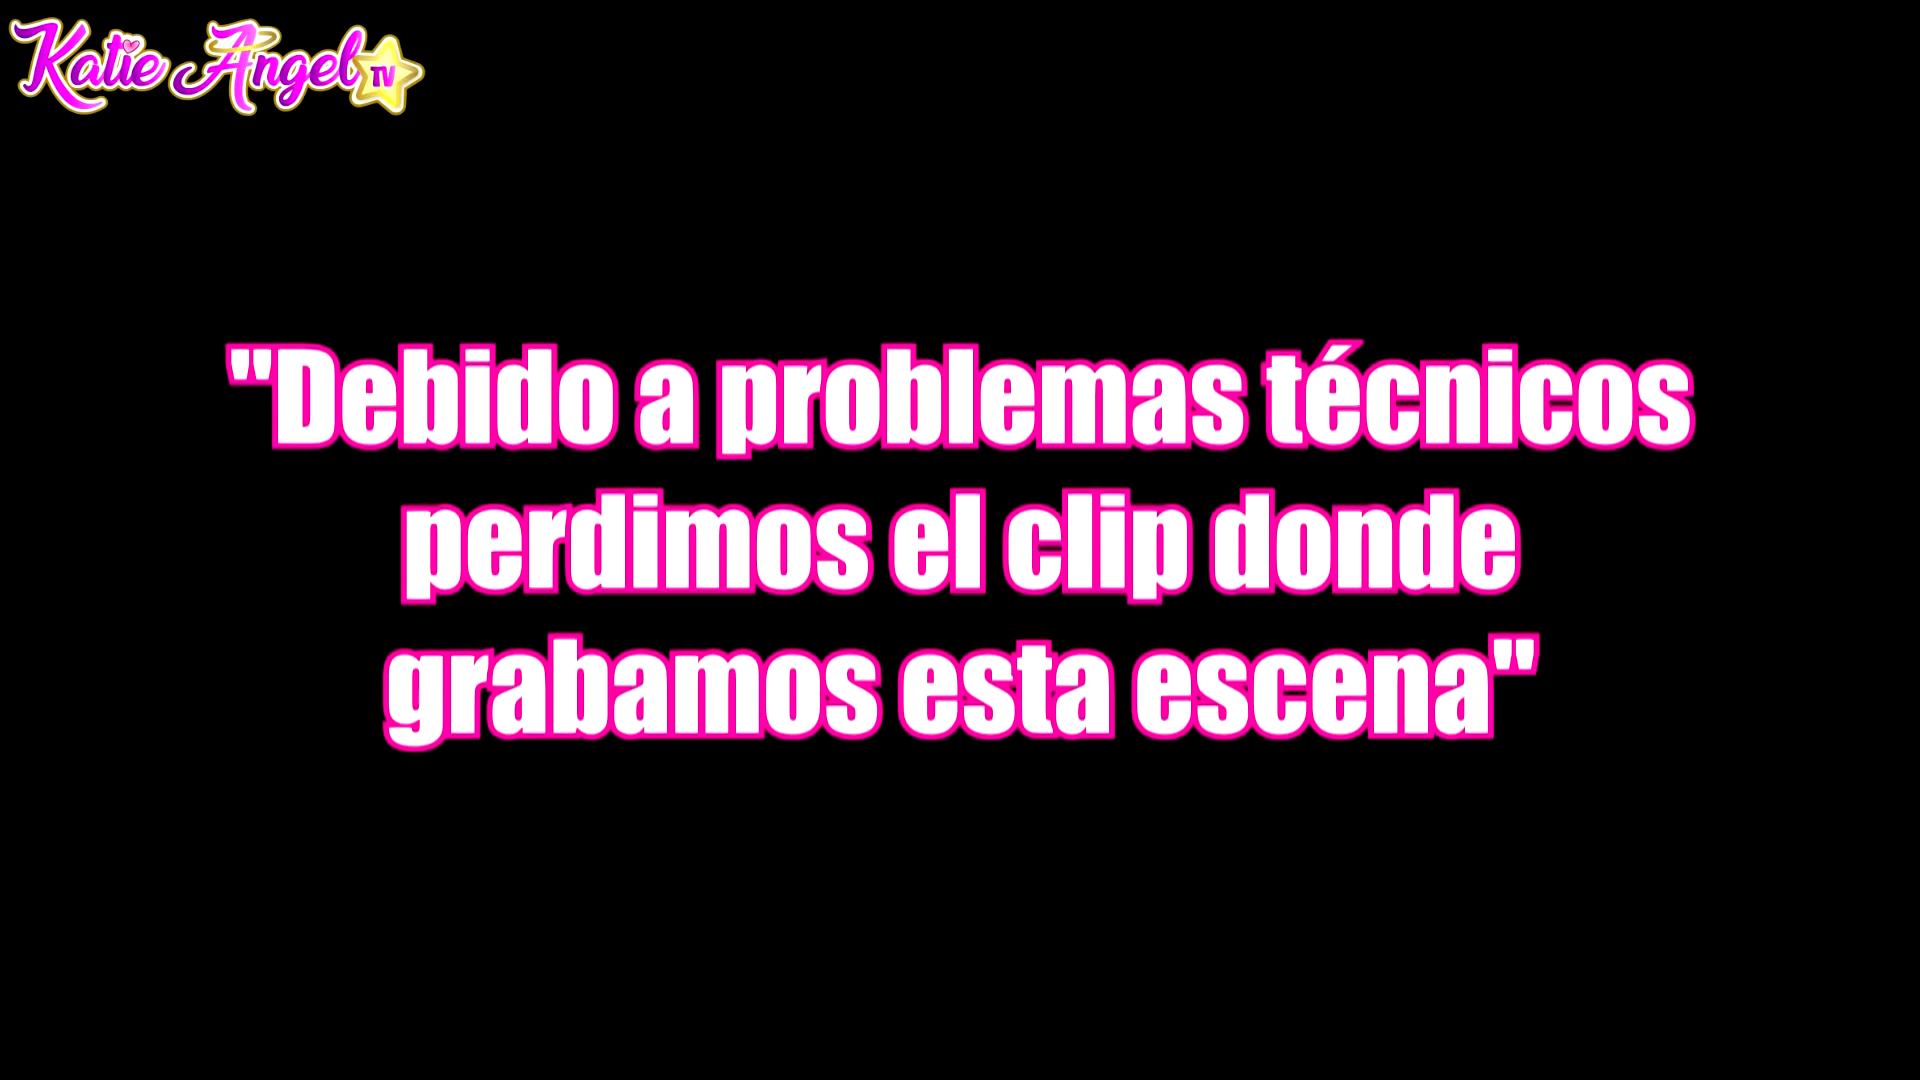 Katie Angel TV
"Debido a problemas técnicos
perdimos el clip donde
grabamos esta escena"